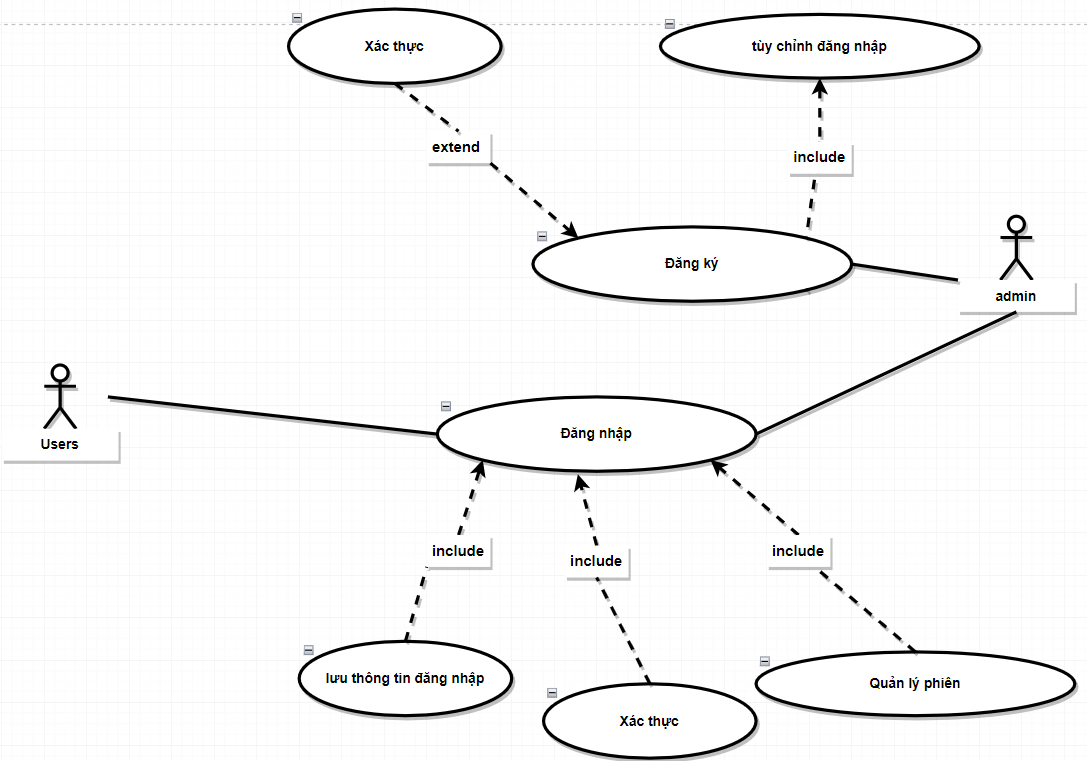 Xác thực
tùy chỉnh đăng nhập
extend
include
Đăng ký
admin
Users
Đăng nhập
include
include
include
lưu thông tin đăng nhập
Xác thực
Quản lý phiên